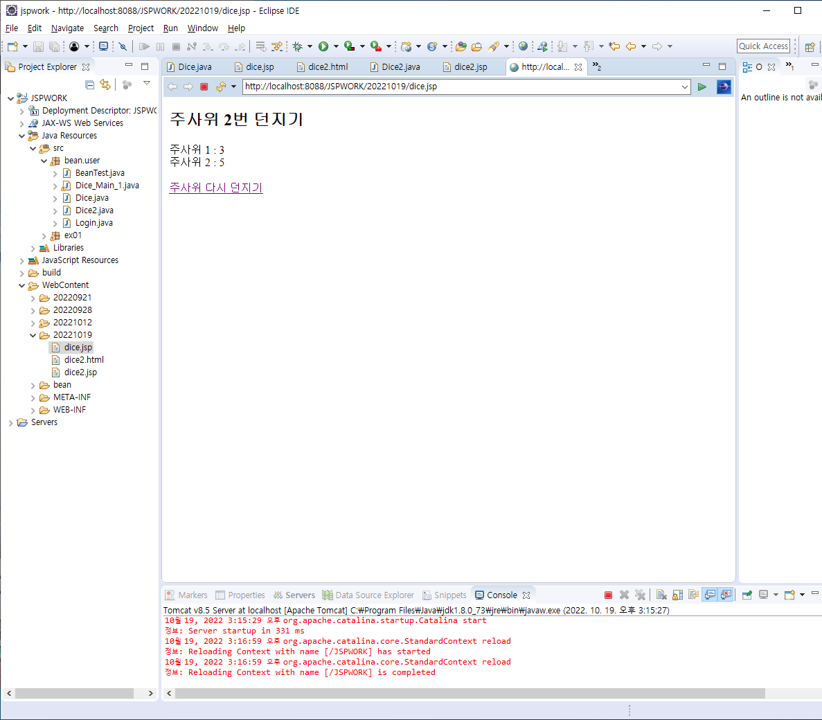 jspwork - http://localhost:8088/JSPWORK/20221019/dice.jsp - Eclipse IDE
File Edit Navigate Search Project Run Window Help
Quick Access
Project Explorer
JSPWORK
Deployment Descriptor: JSPWO
JAX-WS Web Services
Java Resources
src
bean.user
BeanTest.java
Dice_Main_1.java
Dice.java
Dice2.java
Login.java
ex01
Libraries
JavaScript Resources
build
WebContent
20220921
20220928
20221012
20221019
dice.jsp
dice2.html
dice2.jsp
bean
META-INF
WEB-INF
Servers
Dice.java dice.jsp dice2.html Dice2.java dice2.jsp http://local... »2
http://localhost:8088/JSPWORK/20221019/dice.jsp
주사위 2번 던지기
주사위 1 : 3
주사위 2 : 5
주사위 다시 던지기
O »1
An outline is not avai
Markers Properties Servers Data Source Explorer Snippets Console
Tomcat v8.5 Server at localhost [Apache Tomcat] C:₩Program Files₩Java₩jdk1.8.0_73₩jre₩bin₩javaw.exe (2022. 10. 19. 오후 3:15:27)
10월 19, 2022 3:15:29 오후 org.apache.catalina.startup.Catalina start
정보: Server startup in 331 ms
10월 19, 2022 3:16:59 오후 org.apache.catalina.core.StandardContext reload
정보: Reloading Context with name [/JSPWORK] has started
10월 19, 2022 3:16:59 오후 org.apache.catalina.core.StandardContext reload
정보: Reloading Context with name [/JSPWORK] is completed